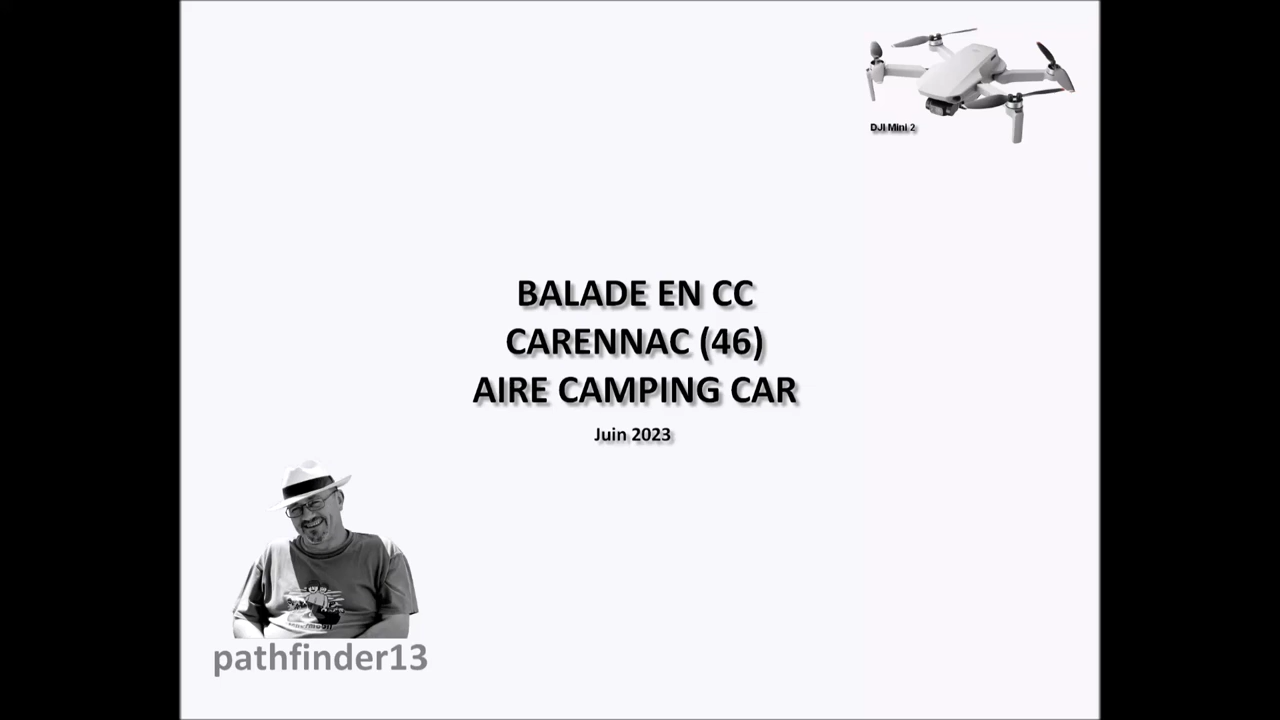 DJI Mini 2
BALADE EN CC
CARENNAC (46)
AIRE CAMPING CAR
Juin 2023
pathfinder13